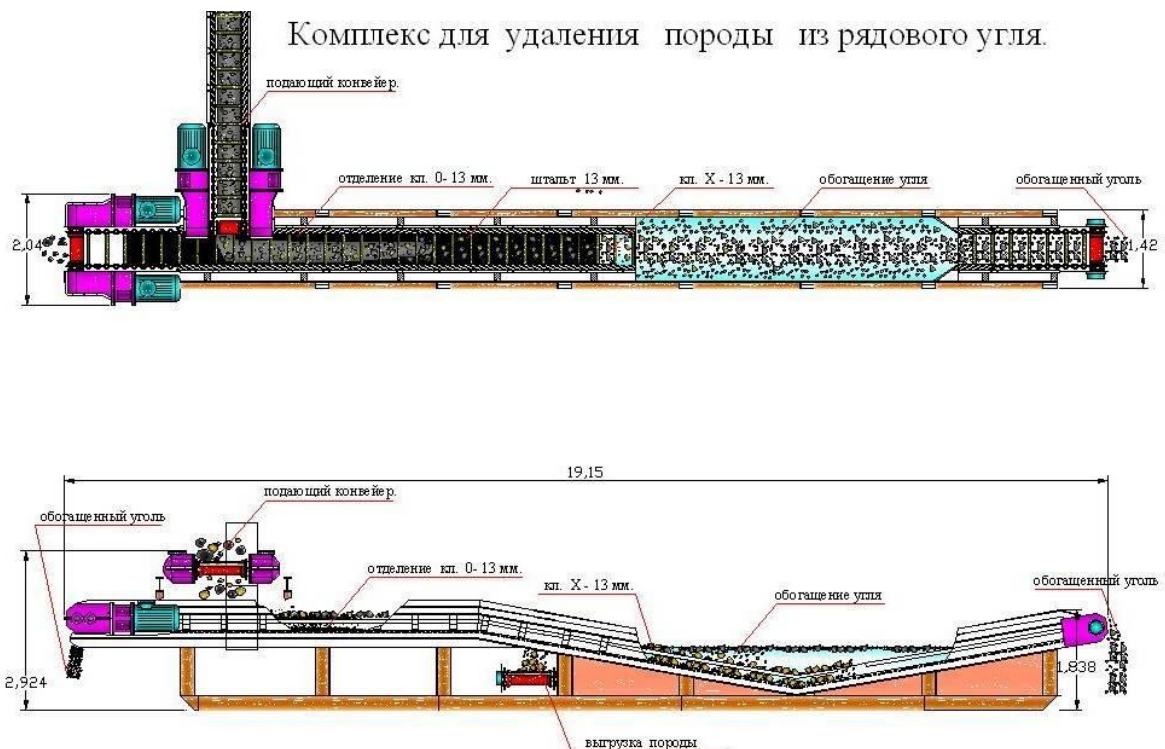 Комплекс для удаления породы из рядового угля.
подающий конвейер.
отделение кл. 0- 13 мм.
штальт 13 мм.
кл. Х - 13 мм.
обогащение угля
обогащенный уголь
2,04
1,42
19,15
подающий конвейер.
обогащенный уголь
отделение кл. 0- 13мм.
кл. Х - 13 мм.
обогащение угля
обогащенный уголь
2,924
1,838
выгрузка породы